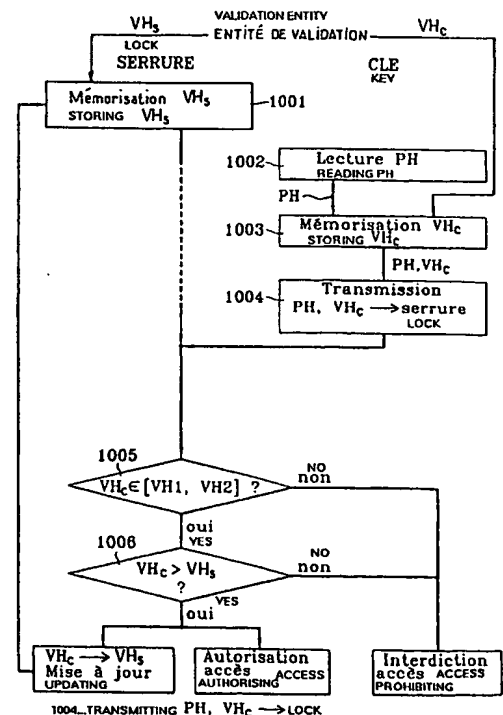 VALIDATION ENTITY
VHS ENTITÉ DE VALIDATION VHC
LOCK
SERRURE
CLE
KEY
Mémorisation VHS
STORING VHS
1001
1002
Lecture PH
READING PH
PH
1003
Mémorisation VHC
STORING VHC
PH,VHC
1004
Transmission
PH, VHC → serrure
LOCK
1005
VHC ∈ [VH1, VH2] ?
NO
non
oui
YES
1006
VHC > VHS
?
NO
non
YES
oui
VHC → VHS
Mise à jour
UPDATING
Autorisation
accès ACCESS
AUTHORISING
Interdiction
accès ACCESS
PROHIBITING
1004...TRANSMITTING PH, VHC → LOCK